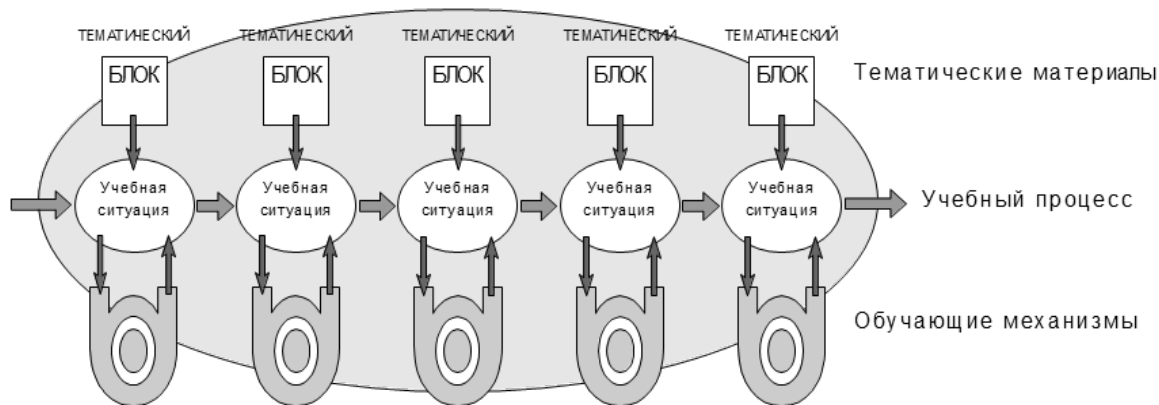 ТЕМАТИЧЕСКИЙ ТЕМАТИЧЕСКИЙ ТЕМАТИЧЕСКИЙ ТЕМАТИЧЕСКИЙ ТЕМАТИЧЕСКИЙ
БЛОК БЛОК БЛОК БЛОК БЛОК
Тематические материалы
Учебная Учебная Учебная Учебная Учебная
ситуация ситуация ситуация ситуация ситуация
Учебный процесс
Обучающие механизмы